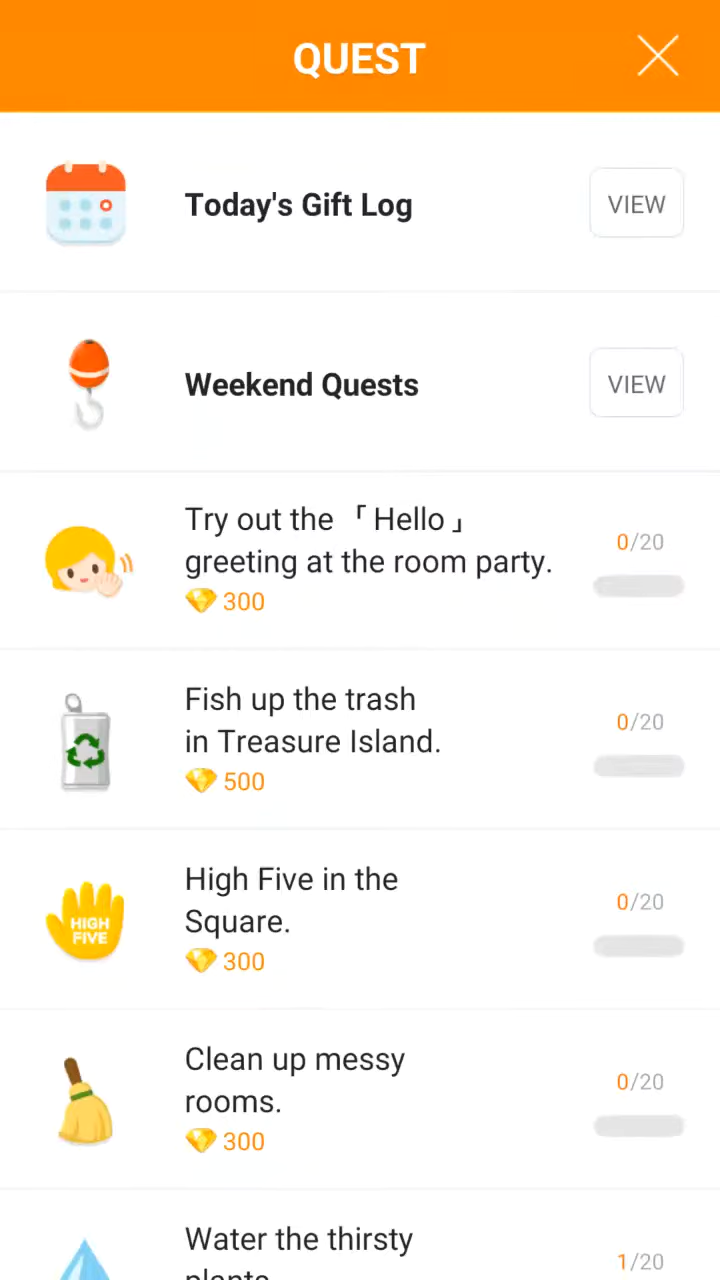 QUEST
Today's Gift Log
VIEW
Weekend Quests
VIEW
Try out the 「Hello」
greeting at the room party.
300
0/20
Fish up the trash
in Treasure Island.
500
0/20
HIGH
FIVE
High Five in the
Square.
300
0/20
Clean up messy
rooms.
300
0/20
Water the thirsty
plants.
1/20